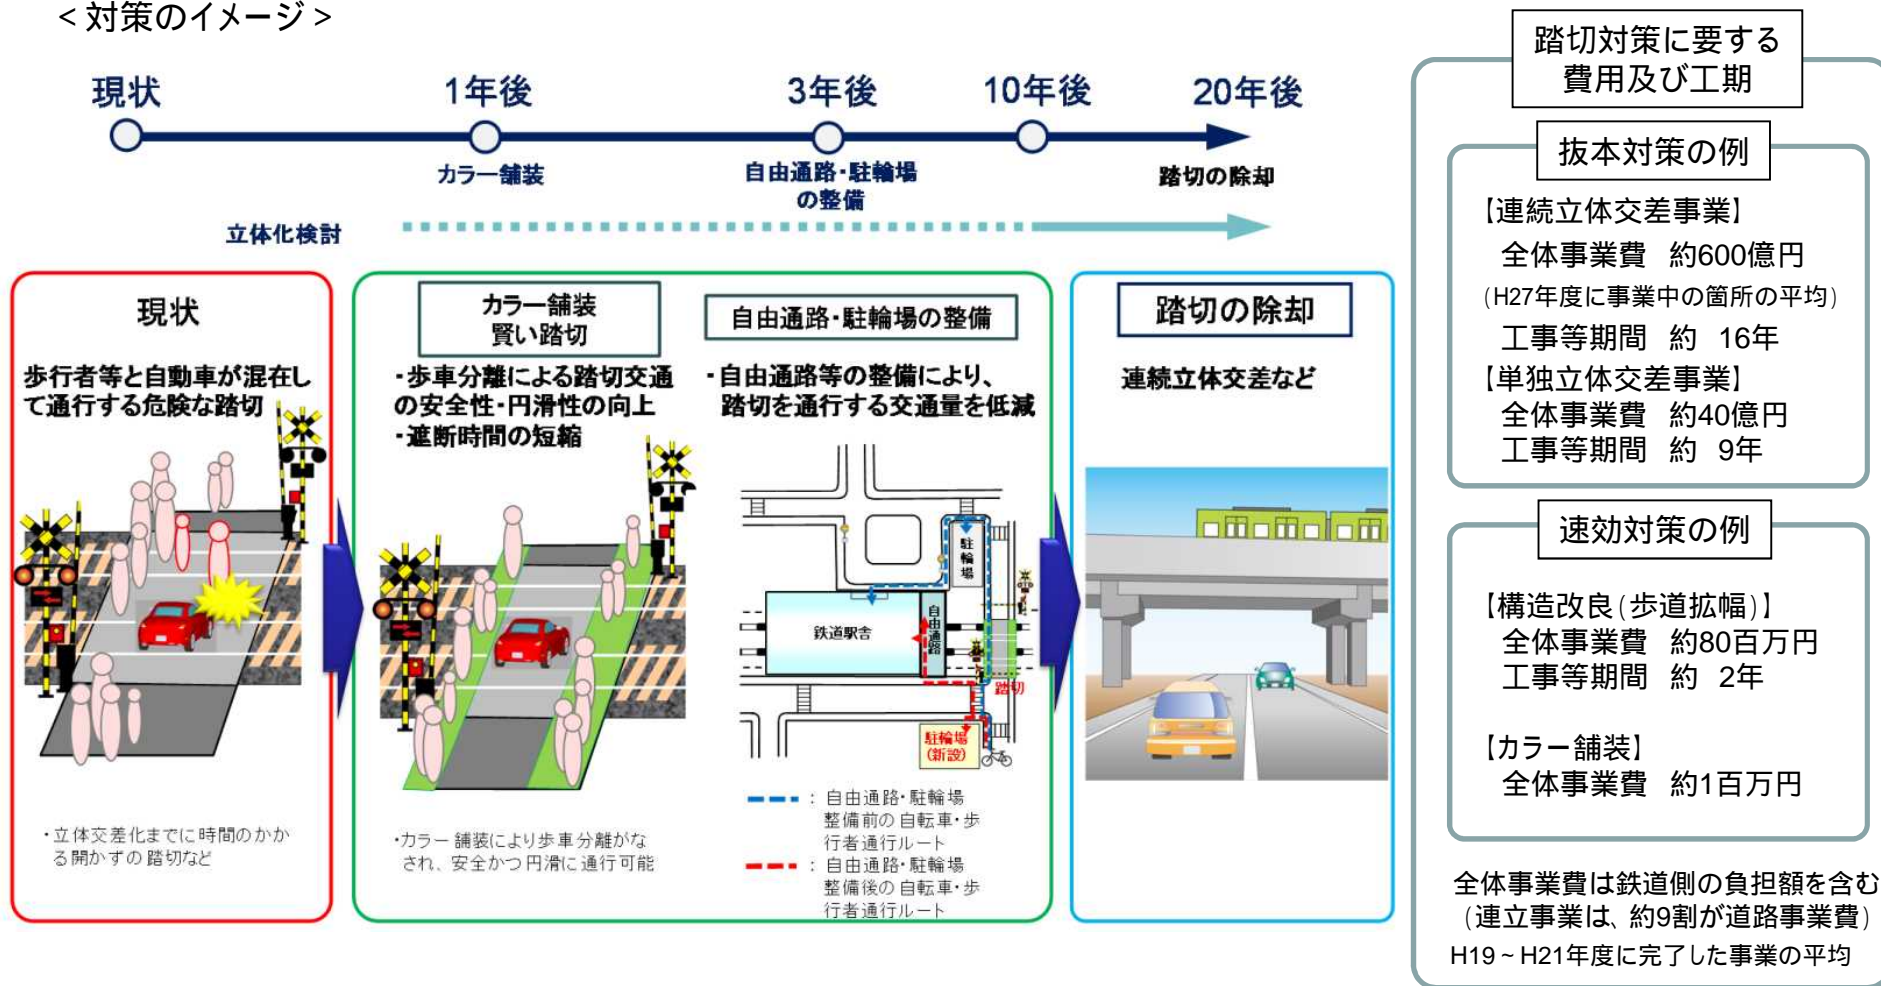 ＜対策のイメージ＞
現状
1年後
3年後
10年後
20年後
カラー舗装
自由通路・駐輪場
の整備
踏切の除却
立体化検討
現状
歩行者等と自動車が混在し
て通行する危険な踏切
・立体交差化までに時間のかか
る開かずの踏切など
カラー舗装
賢い踏切
・歩車分離による踏切交通
の安全性・円滑性の向上
・遮断時間の短縮
・カラー舗装により歩車分離がな
され、安全かつ円滑に通行可能
自由通路・駐輪場の整備
・自由通路等の整備により、
踏切を通行する交通量を低減
駐輪場
自由通路
鉄道駅舎
踏切
駐輪場
(新設)
：自由通路・駐輪場
整備前の自転車・歩
行者通行ルート
：自由通路・駐輪場
整備後の自転車・歩
行者通行ルート
踏切の除却
連続立体交差など
踏切対策に要する
費用及び工期
抜本対策の例
【連続立体交差事業】
全体事業費 約600億円
(H27年度に事業中の箇所の平均)
工事等期間 約 16年
【単独立体交差事業】
全体事業費 約40億円
工事等期間 約 9年
速効対策の例
【構造改良(歩道拡幅)】
全体事業費 約80百万円
工事等期間 約 2年
【カラー舗装】
全体事業費 約1百万円
全体事業費は鉄道側の負担額を含む
(連立事業は、約9割が道路事業費)
H19~H21年度に完了した事業の平均